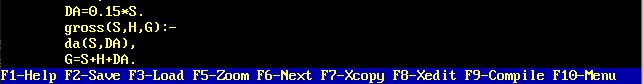 DA=0.15*S.
gross(S,H,G):-
da(S,DA),
G=S+H+DA.
F1-Help F2-Save F3-Load F5-Zoom F6-Next F7-Xcopy F8-Xedit F9-Compile F10-Menu